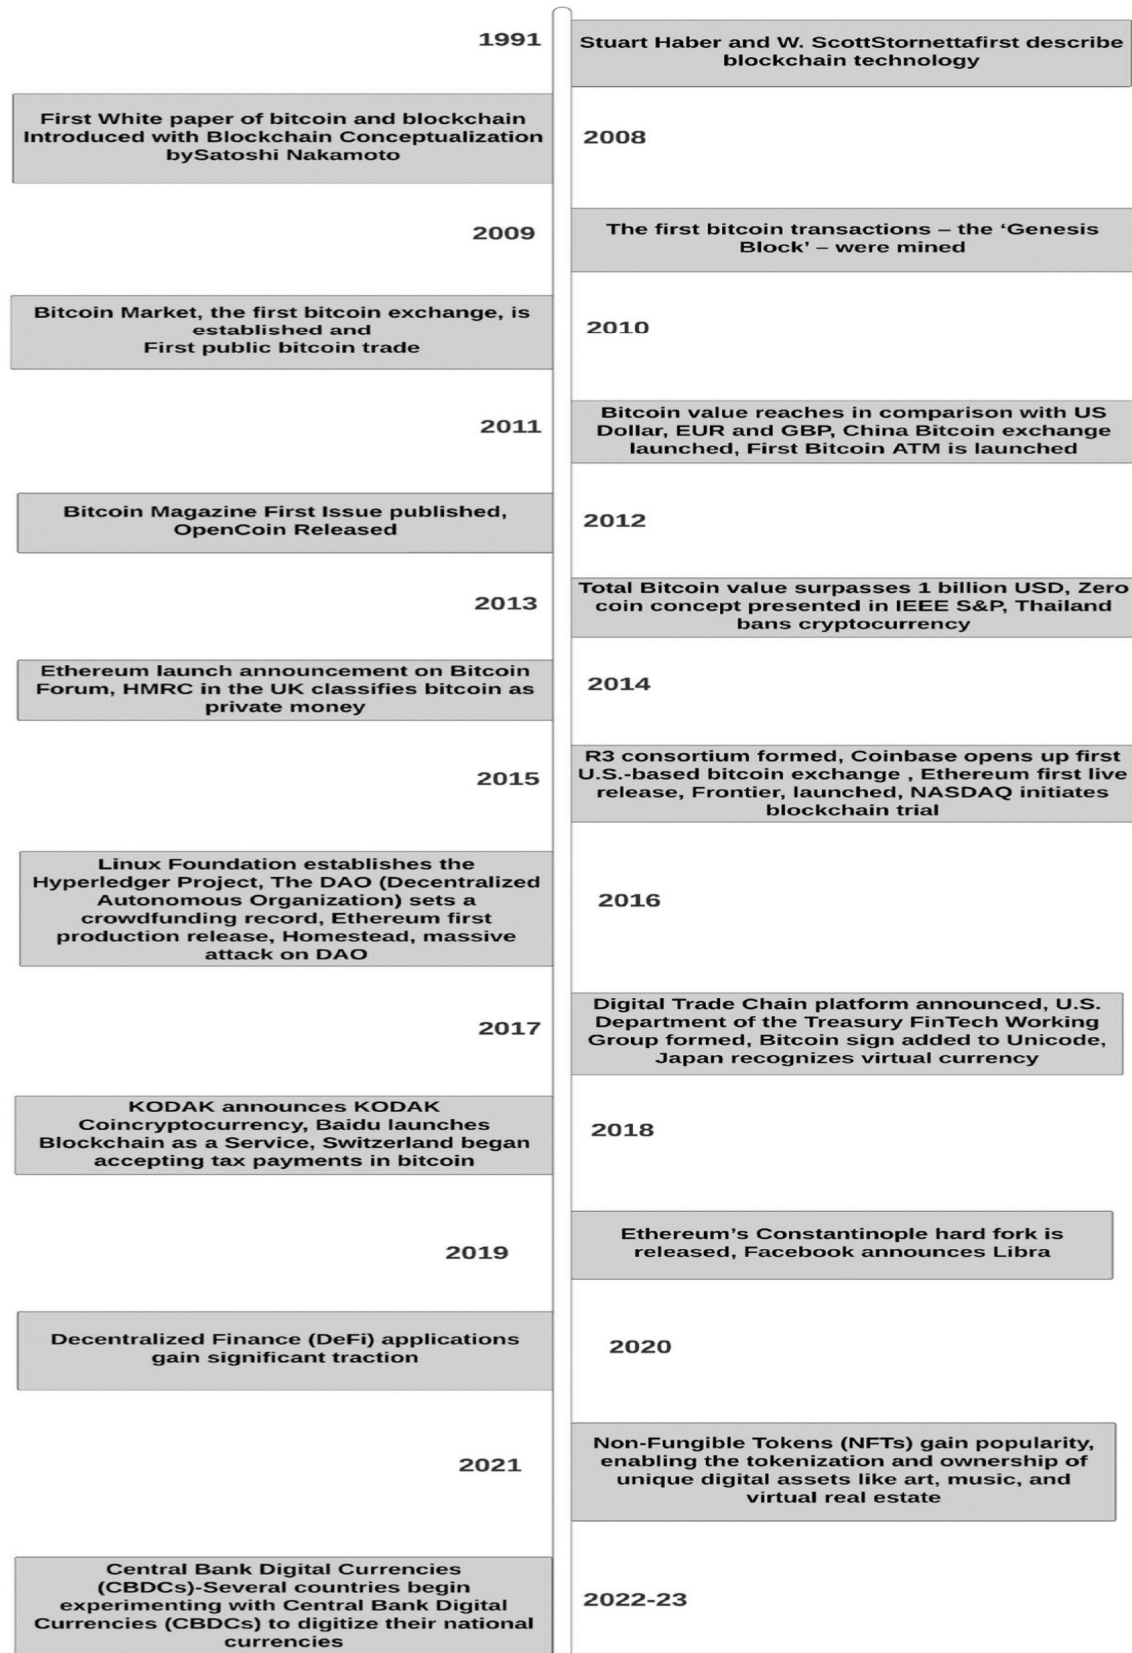 1991
Stuart Haber and W. ScottStornettafirst describe
blockchain technology
First White paper of bitcoin and blockchain
Introduced with Blockchain Conceptualization
bySatoshi Nakamoto
2008
2009
The first bitcoin transactions – the ‘Genesis
Block’ – were mined
Bitcoin Market, the first bitcoin exchange, is
established and
First public bitcoin trade
2010
2011
Bitcoin value reaches in comparison with US
Dollar, EUR and GBP, China Bitcoin exchange
launched, First Bitcoin ATM is launched
Bitcoin Magazine First Issue published,
OpenCoin Released
2012
2013
Total Bitcoin value surpasses 1 billion USD, Zero
coin concept presented in IEEE S&P, Thailand
bans cryptocurrency
Ethereum launch announcement on Bitcoin
Forum, HMRC in the UK classifies bitcoin as
private money
2014
2015
R3 consortium formed, Coinbase opens up first
U.S.-based bitcoin exchange , Ethereum first live
release, Frontier, launched, NASDAQ initiates
blockchain trial
Linux Foundation establishes the
Hyperledger Project, The DAO (Decentralized
Autonomous Organization) sets a
crowdfunding record, Ethereum first
production release, Homestead, massive
attack on DAO
2016
2017
Digital Trade Chain platform announced, U.S.
Department of the Treasury FinTech Working
Group formed, Bitcoin sign added to Unicode,
Japan recognizes virtual currency
KODAK announces KODAK
Coincryptocurrency, Baidu launches
Blockchain as a Service, Switzerland began
accepting tax payments in bitcoin
2018
2019
Ethereum’s Constantinople hard fork is
released, Facebook announces Libra
Decentralized Finance (DeFi) applications
gain significant traction
2020
2021
Non-Fungible Tokens (NFTs) gain popularity,
enabling the tokenization and ownership of
unique digital assets like art, music, and
virtual real estate
Central Bank Digital Currencies
(CBDCs)-Several countries begin
experimenting with Central Bank Digital
Currencies (CBDCs) to digitize their national
currencies
2022-23